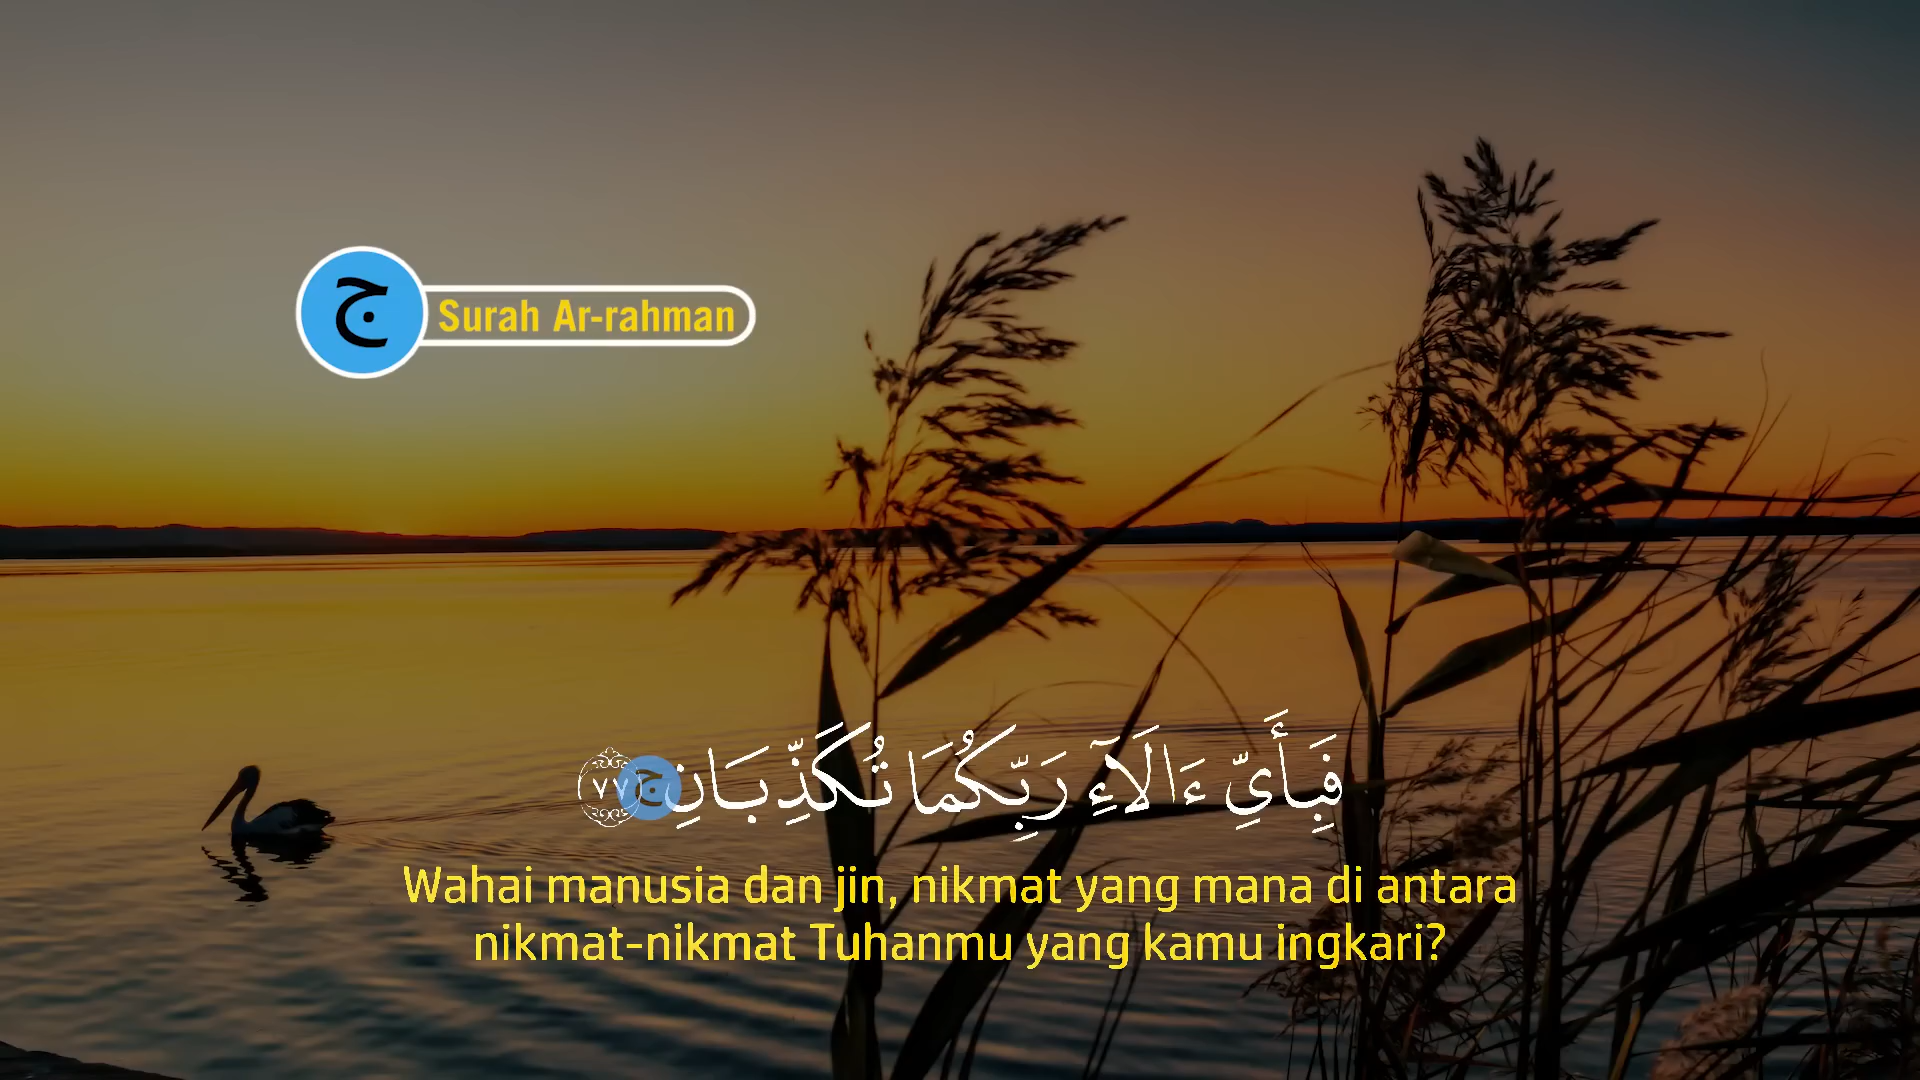 ج
Surah Ar-rahman
فَبِأَيِّ ءَالَآءِ رَبِّكُمَا تُكَذِّبَانِ ٧٧
ج
Wahai manusia dan jin, nikmat yang mana di antara
nikmat-nikmat Tuhanmu yang kamu ingkari?